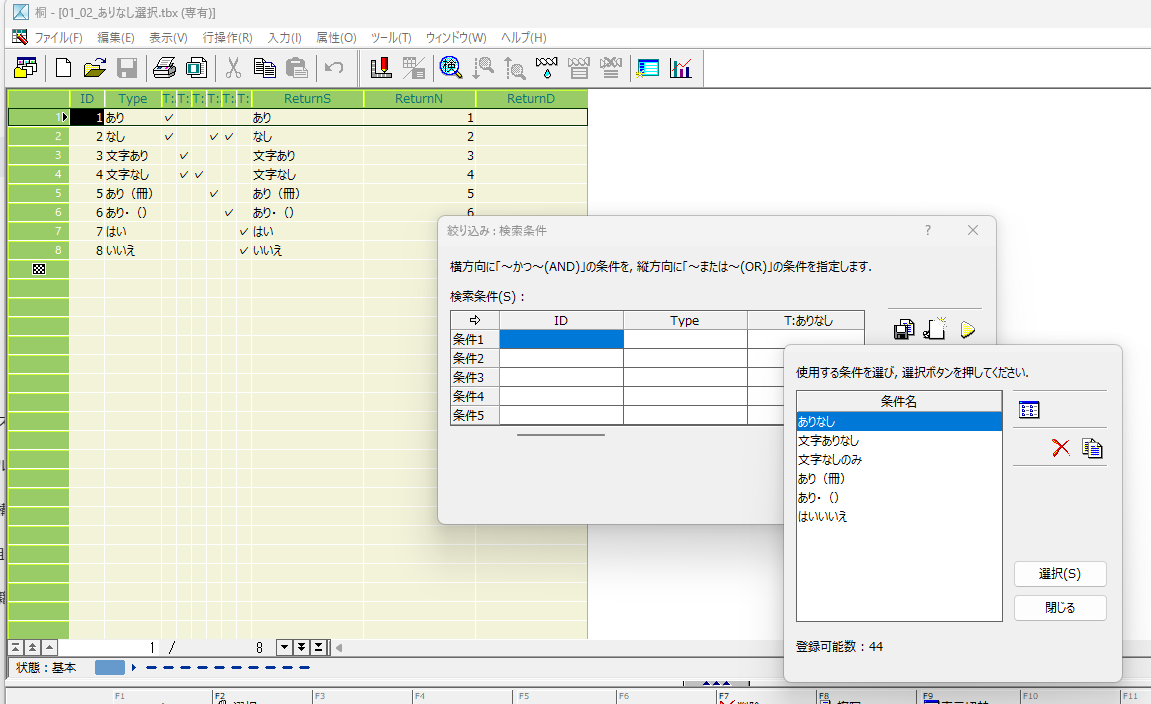 桐 - [01_02_ありなし選択.tbx (専有)]
ファイル(F) 編集(E) 表示(V) 行操作(R) 入力(I) 属性(O) ツール(T) ウィンドウ(W) ヘルプ(H)
ID Type T: T: T: T: T: T: ReturnS ReturnN ReturnD
1 1 あり ✓ あり 1
2 2 なし ✓ ✓ ✓ なし 2
3 3 文字あり ✓ 文字あり 3
4 4 文字なし ✓ ✓ 文字なし 4
5 5 あり（冊） ✓ あり（冊） 5
6 6 あり・（） ✓ あり・（） 6
7 7 はい ✓ はい
8 8 いいえ ✓ いいえ
絞り込み : 検索条件 ? ×
横方向に「～かつ～(AND)」の条件を, 縦方向に「～または～(OR)」の条件を指定します.
検索条件(S) :
ID Type T:ありなし
条件1
条件2
条件3
条件4
条件5
使用する条件を選び, 選択ボタンを押してください.
条件名
ありなし
文字ありなし
文字なしのみ
あり（冊）
あり・（）
はいいいえ
選択(S)
閉じる
登録可能数 : 44
1 / 8
状態 : 基本
F1 F2 F3 F4 F5 F6 F7 F8 F9 F10 F11